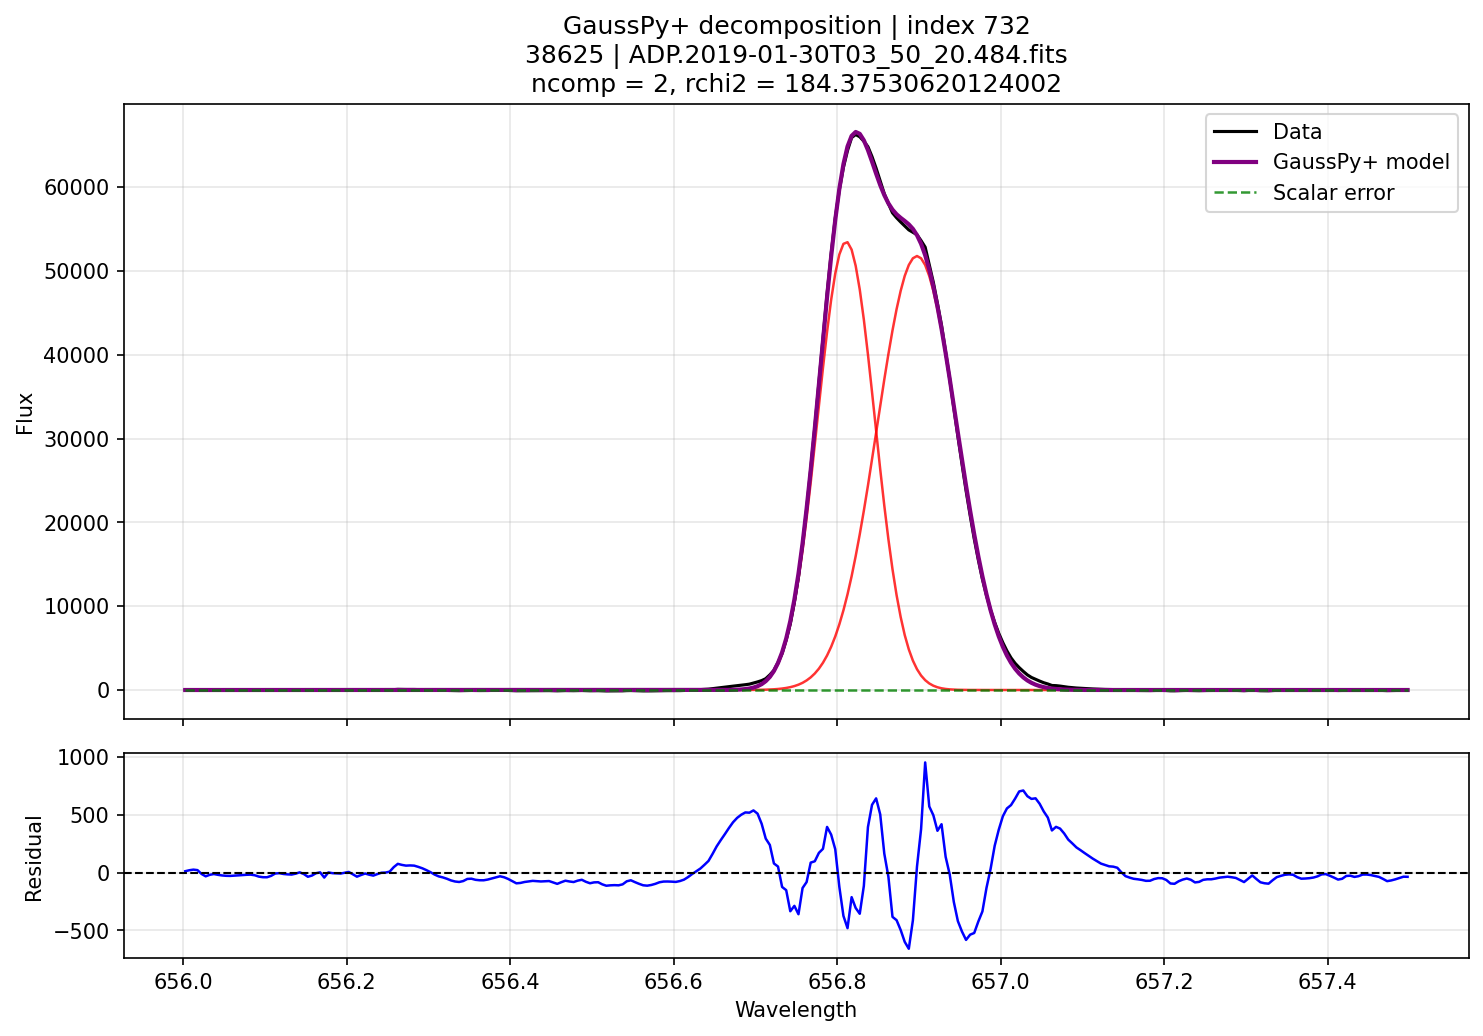 GaussPy+ decomposition | index 732
38625 | ADP.2019-01-30T03_50_20.484.fits
ncomp = 2, rchi2 = 184.37530620124002
Data
GaussPy+ model
Scalar error
Flux
60000
50000
40000
30000
20000
10000
0
Residual
1000
500
0
−500
656.0 656.2 656.4 656.6 656.8 657.0 657.2 657.4
Wavelength